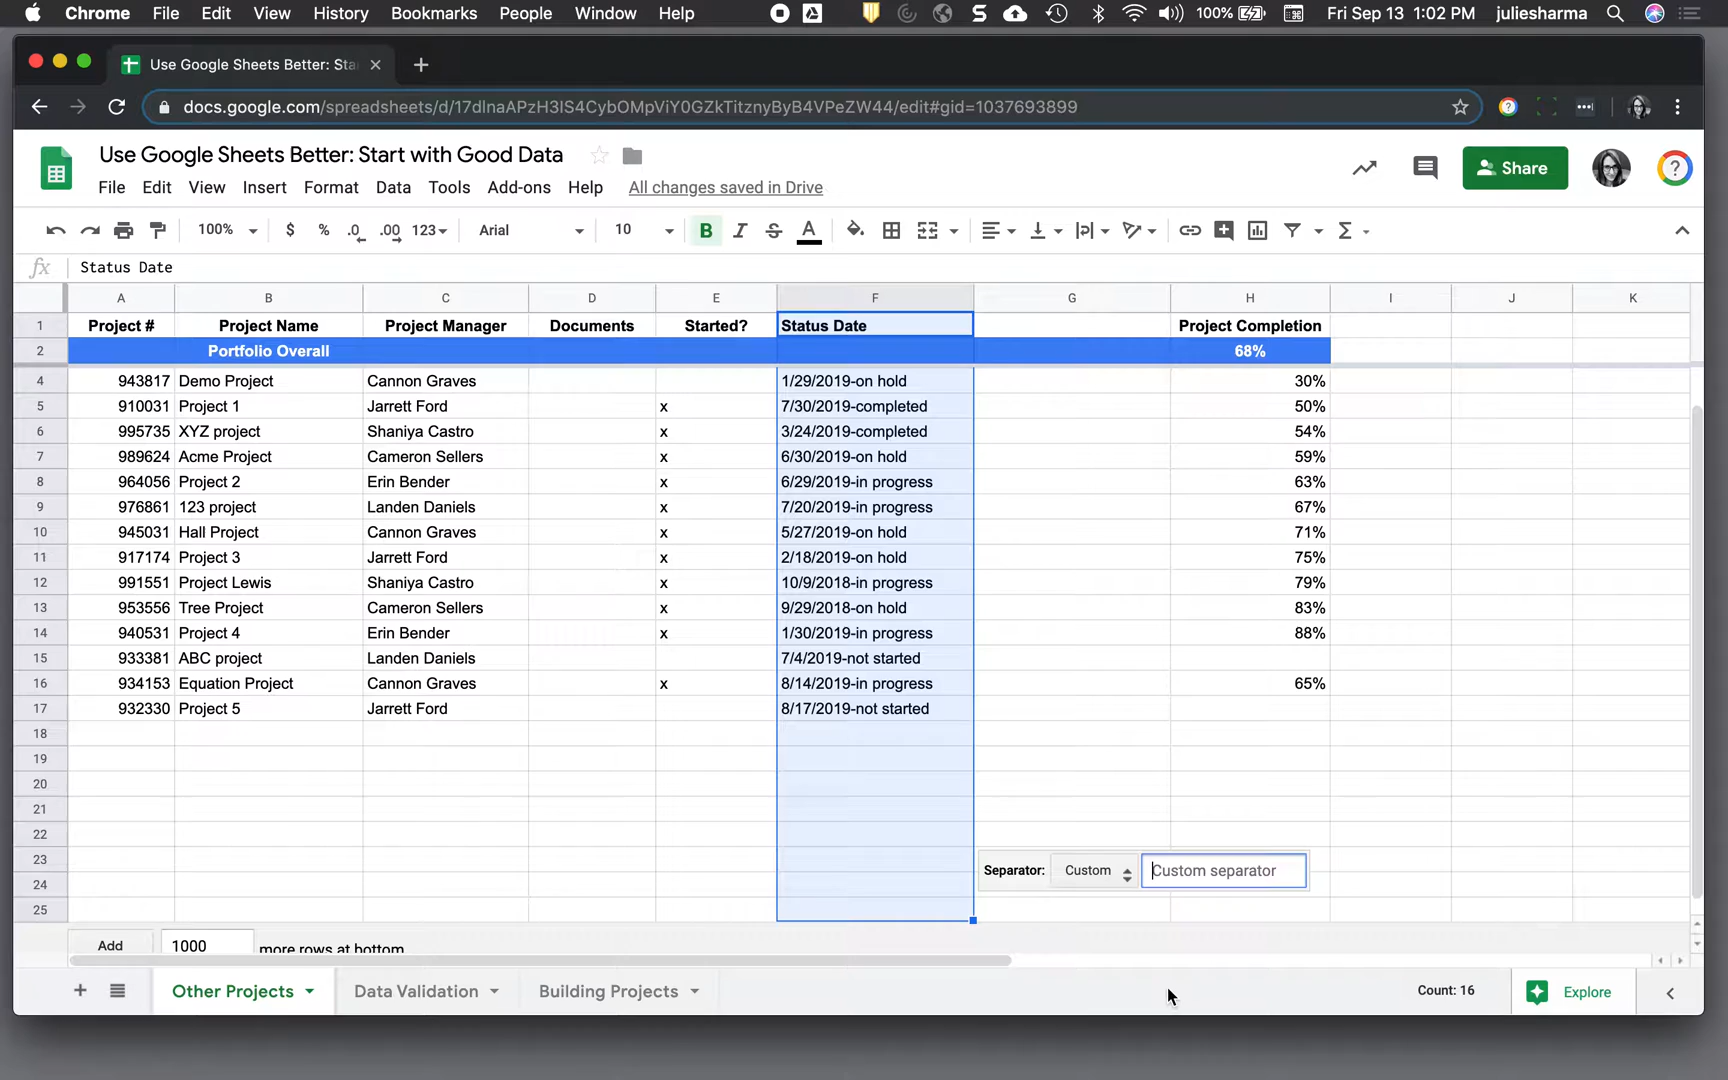 Chrome File Edit View History Bookmarks People Window Help 100% Fri Sep 13 1:02 PM juliesharma
Use Google Sheets Better: Sta
docs.google.com/spreadsheets/d/17dlnaAPzH3IS4CybOMpViY0GZkTitznyByB4VPeZW44/edit#gid=1037693899
Use Google Sheets Better: Start with Good Data
File Edit View Insert Format Data Tools Add-ons Help All changes saved in Drive
Share
100% $ % .0 .00 123 Arial 10 B I S A
fx Status Date
A B C D E F G H I J K
1 Project # Project Name Project Manager Documents Started? Status Date Project Completion
2 Portfolio Overall 68%
4 943817 Demo Project Cannon Graves 1/29/2019-on hold 30%
5 910031 Project 1 Jarrett Ford x 7/30/2019-completed 50%
6 995735 XYZ project Shaniya Castro x 3/24/2019-completed 54%
7 989624 Acme Project Cameron Sellers x 6/30/2019-on hold 59%
8 964056 Project 2 Erin Bender x 6/29/2019-in progress 63%
9 976861 123 project Landen Daniels x 7/20/2019-in progress 67%
10 945031 Hall Project Cannon Graves x 5/27/2019-on hold 71%
11 917174 Project 3 Jarrett Ford x 2/18/2019-on hold 75%
12 991551 Project Lewis Shaniya Castro x 10/9/2018-in progress 79%
13 953556 Tree Project Cameron Sellers x 9/29/2018-on hold 83%
14 940531 Project 4 Erin Bender x 1/30/2019-in progress 88%
15 933381 ABC project Landen Daniels 7/4/2019-not started
16 934153 Equation Project Cannon Graves x 8/14/2019-in progress 65%
17 932330 Project 5 Jarrett Ford 8/17/2019-not started
18
19
20
21
22
23
Separator: Custom Custom separator
24
25
Add 1000 more rows at bottom
Other Projects Data Validation Building Projects Count: 16 Explore